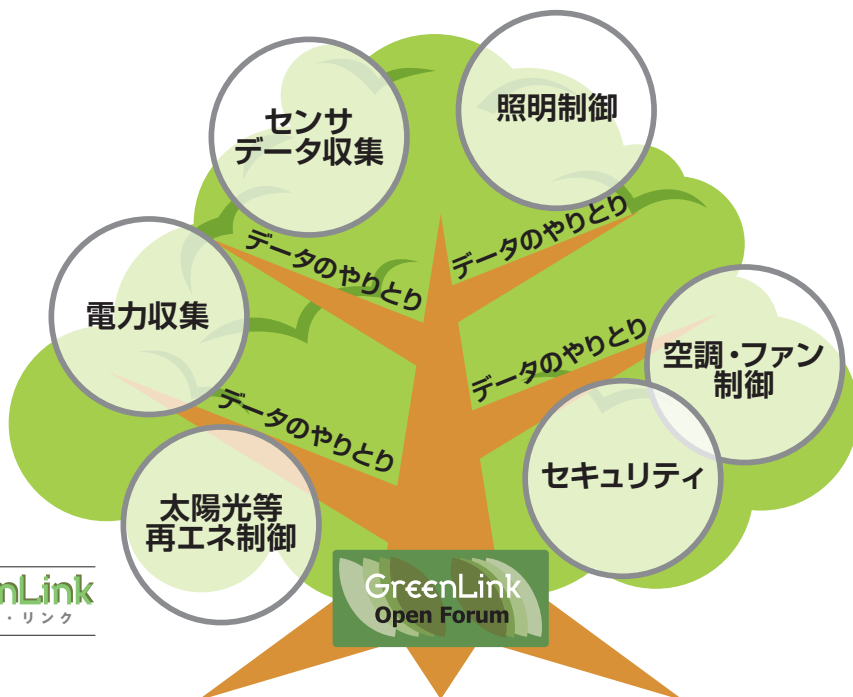 センサ
データ収集
照明制御
データのやりとり
データのやりとり
電力収集
データのやりとり
空調・ファン
制御
データのやりとり
セキュリティ
太陽光等
再エネ制御
nLink
・リンク
GreenLink
Open Forum